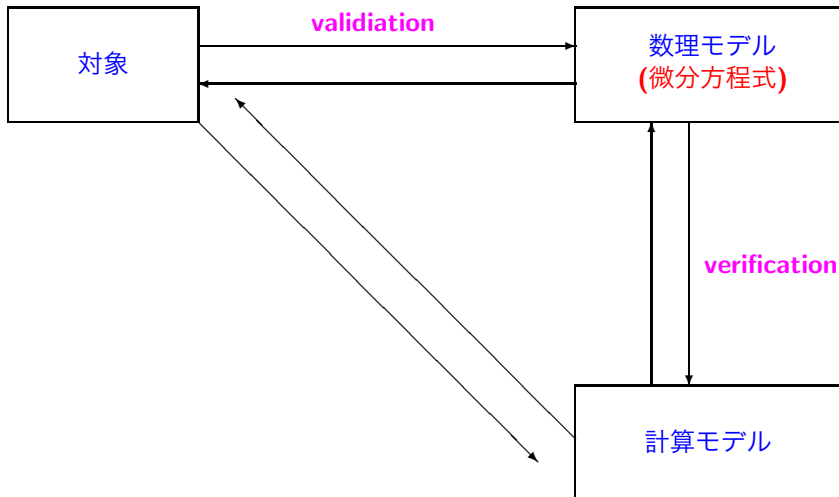 validiation
対象
数理モデル
(微分方程式)
verification
計算モデル